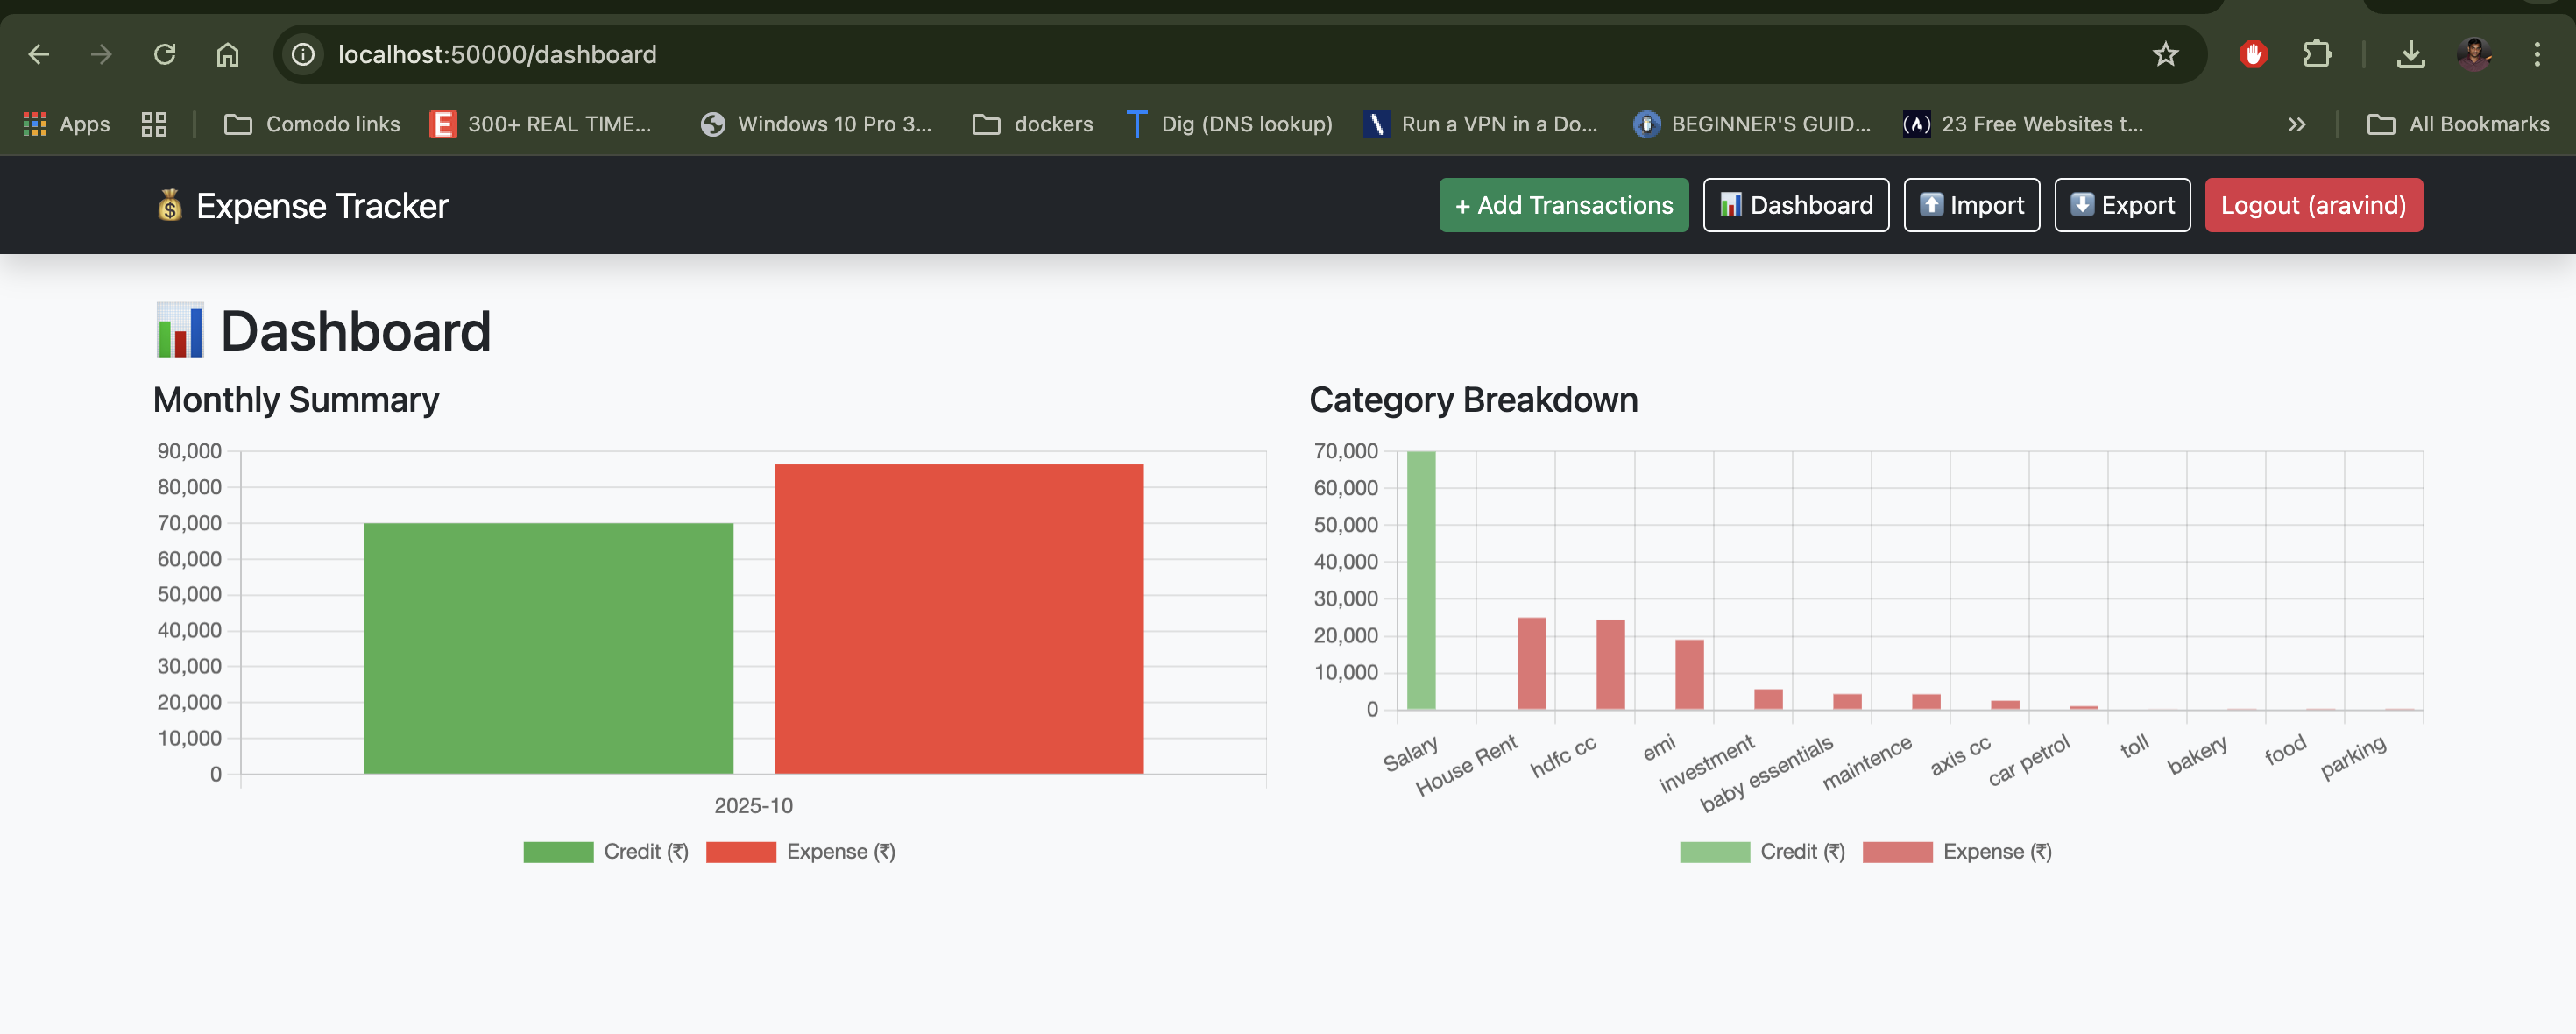 localhost:50000/dashboard
Apps
Comodo links
300+ REAL TIME...
Windows 10 Pro 3...
dockers
Dig (DNS lookup)
Run a VPN in a Do...
BEGINNER'S GUID...
23 Free Websites t...
All Bookmarks
Expense Tracker
+ Add Transactions
Dashboard
Import
Export
Logout (aravind)
Dashboard
Monthly Summary
90,000
80,000
70,000
60,000
50,000
40,000
30,000
20,000
10,000
0
2025-10
Credit (₹)
Expense (₹)
Category Breakdown
70,000
60,000
50,000
40,000
30,000
20,000
10,000
0
Salary
House Rent
hdfc cc
emi
investment
baby essentials
maintence
axis cc
car petrol
toll
bakery
food
parking
Credit (₹)
Expense (₹)